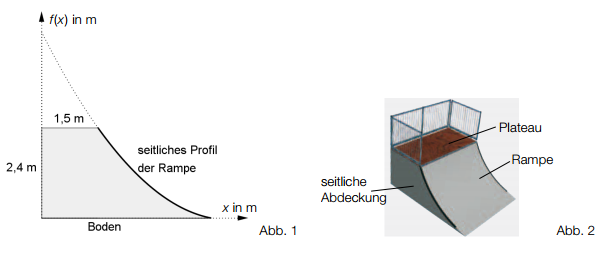 f(x) in m
1,5 m
seitliches Profil
der Rampe
2,4 m
x in m
Boden
Abb. 1
Plateau
Rampe
seitliche
Abdeckung
Abb. 2